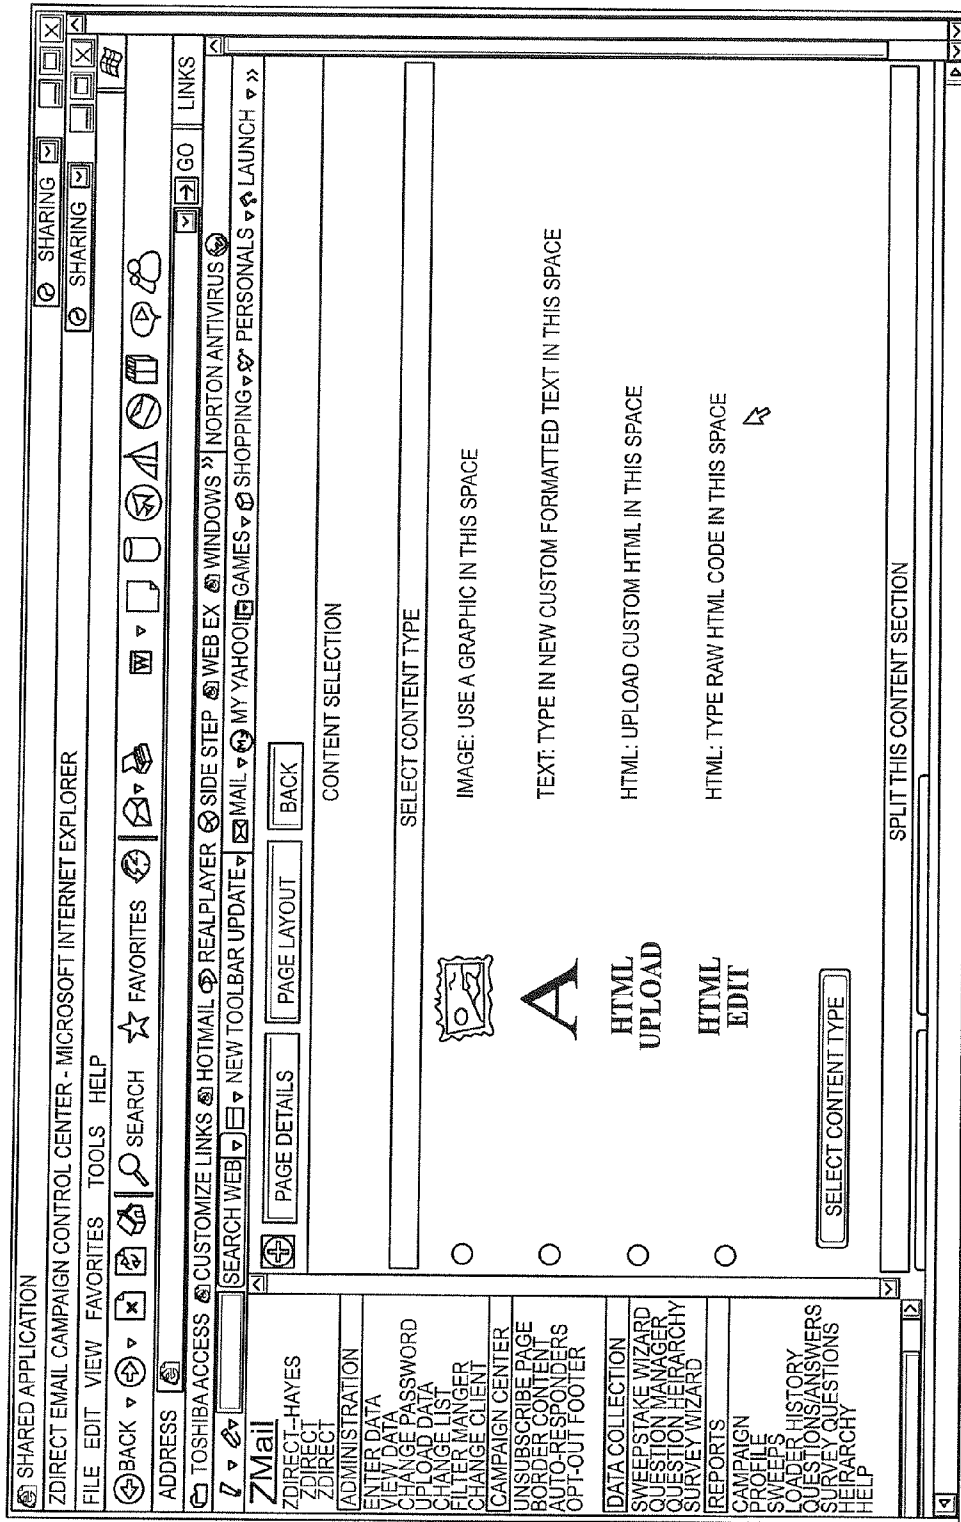 SHARED APPLICATION
SHARING
ZDIRECT EMAIL CAMPAIGN CONTROL CENTER - MICROSOFT INTERNET EXPLORER
SHARING
FILE EDIT VIEW FAVORITES TOOLS HELP
BACK SEARCH FAVORITES W
ADDRESS GO LINKS
TOSHIBA ACCESS CUSTOMIZE LINKS HOTMAIL REALPLAYER SIDE STEP WEB EX WINDOWS » NORTON ANTIVIRUS
SEARCH WEB NEW TOOLBAR UPDATE MAIL MY YAHOO! GAMES SHOPPING PERSONALS LAUNCH »
ZMail
ZDIRECT-HAYES
ZDIRECT
ZDIRECT
ADMINISTRATION
ENTER DATA
VIEW DATA
CHANGE PASSWORD
UPLOAD DATA
CHANGE LIST
FILTER MANGER
CHANGE CLIENT
CAMPAIGN CENTER
UNSUBSCRIBE PAGE
BORDER CONTENT
AUTO-RESPONDERS
OPT-OUT FOOTER
DATA COLLECTION
SWEEPSTAKE WIZARD
QUESTION MANAGER
QUESTION HEIRARCHY
SURVEY WIZARD
REPORTS
CAMPAIGN
PROFILE
SWEEPS
LOADER HISTORY
QUESTIONS/ANSWERS
SURVEY QUESTIONS
HERARCHY
HELP
PAGE DETAILS PAGE LAYOUT BACK
CONTENT SELECTION
SELECT CONTENT TYPE
IMAGE: USE A GRAPHIC IN THIS SPACE
A TEXT: TYPE IN NEW CUSTOM FORMATTED TEXT IN THIS SPACE
HTML UPLOAD HTML: UPLOAD CUSTOM HTML IN THIS SPACE
HTML EDIT HTML: TYPE RAW HTML CODE IN THIS SPACE
SELECT CONTENT TYPE
SPLIT THIS CONTENT SECTION